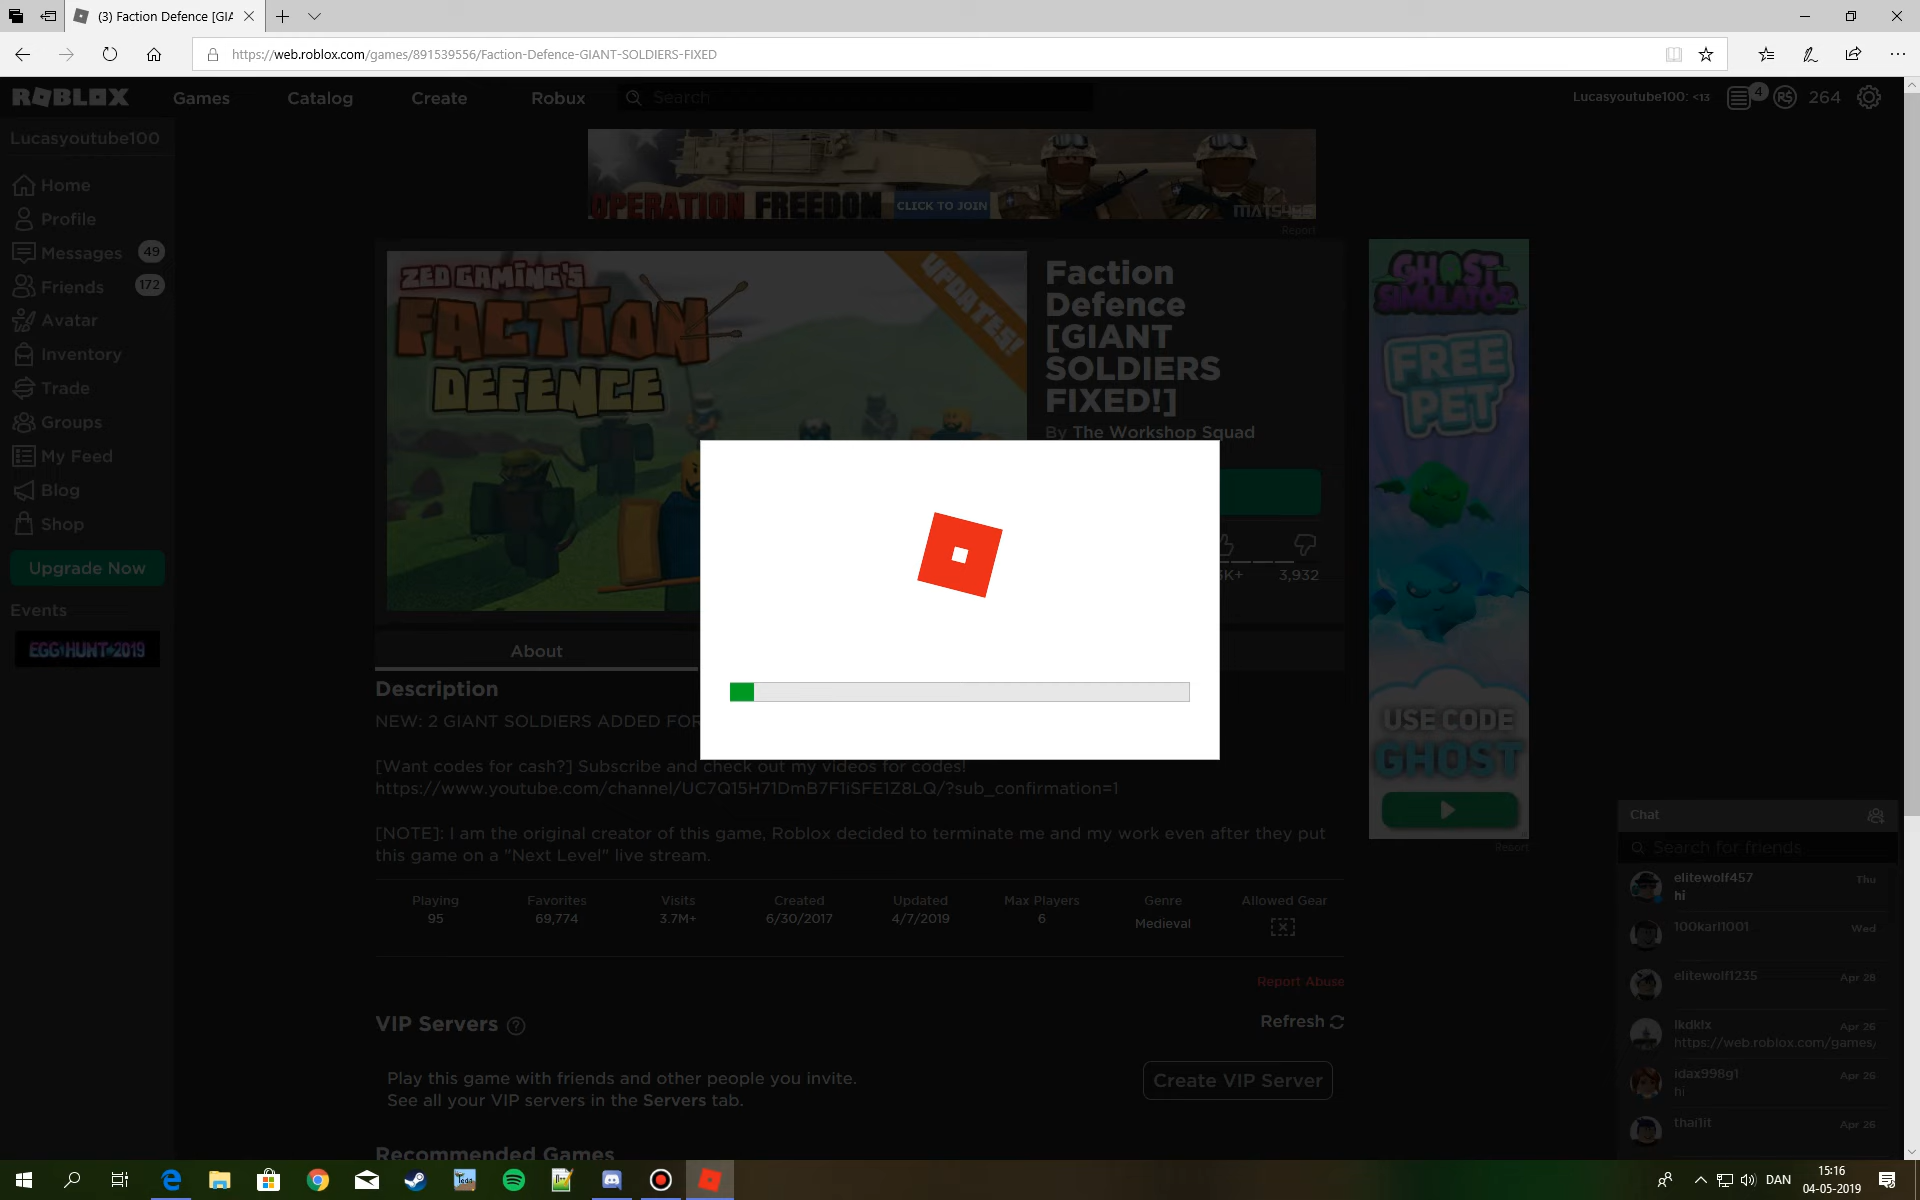 (3) Faction Defence [GIA
https://web.roblox.com/games/891539556/Faction-Defence-GIANT-SOLDIERS-FIXED
ROBLOX
Games
Catalog
Create
Robux
Search
Lucasyoutube100: <13
4
R$
264
Lucasyoutube100
Home
Profile
Messages
49
Friends
172
Avatar
Inventory
Trade
Groups
My Feed
Blog
Shop
Upgrade Now
Events
EGG HUNT 2019
OPERATION FREEDOM
CLICK TO JOIN
Report
ZED GAMING'S
FACTION
DEFENCE
UPDATES!
Faction
Defence
[GIANT
SOLDIERS
FIXED!]
By The Workshop Squad
K+
3,932
About
Description
NEW: 2 GIANT SOLDIERS ADDED FOR
[Want codes for cash?] Subscribe and check out my videos for codes!
https://www.youtube.com/channel/UC7Q15H71DmB7F1iSFE1Z8LQ/?sub_confirmation=1
[NOTE]: I am the original creator of this game, Roblox decided to terminate me and my work even after they put
this game on a "Next Level" live stream.
Playing
Favorites
Visits
Created
Updated
Max Players
Genre
Allowed Gear
95
69,774
3.7M+
6/30/2017
4/7/2019
6
Medieval
Report Abuse
VIP Servers
?
Refresh
Play this game with friends and other people you invite.
See all your VIP servers in the Servers tab.
Create VIP Server
Recommended Games
GHOST
SIMULATOR
FREE
PET
USE CODE
GHOST
Report
Chat
Search for friends
elitewolf457
Thu
hi
100karl1001
Wed
elitewolf1235
Apr 28
Apr 26
https://web.roblox.com/games/
idax998g1
Apr 26
hi
Apr 26
DAN
15:16
04-05-2019